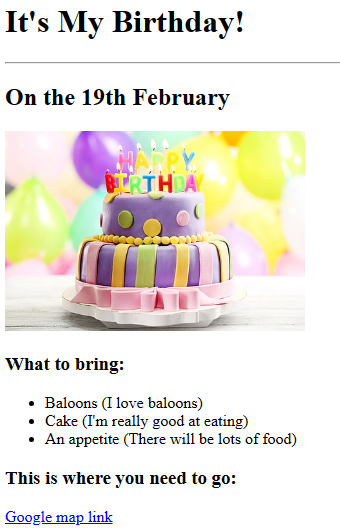 It's My Birthday!
On the 19th February
HAPPY
BIRTHDAY
What to bring:
Baloons (I love baloons)
Cake (I'm really good at eating)
An appetite (There will be lots of food)
This is where you need to go:
Google map link